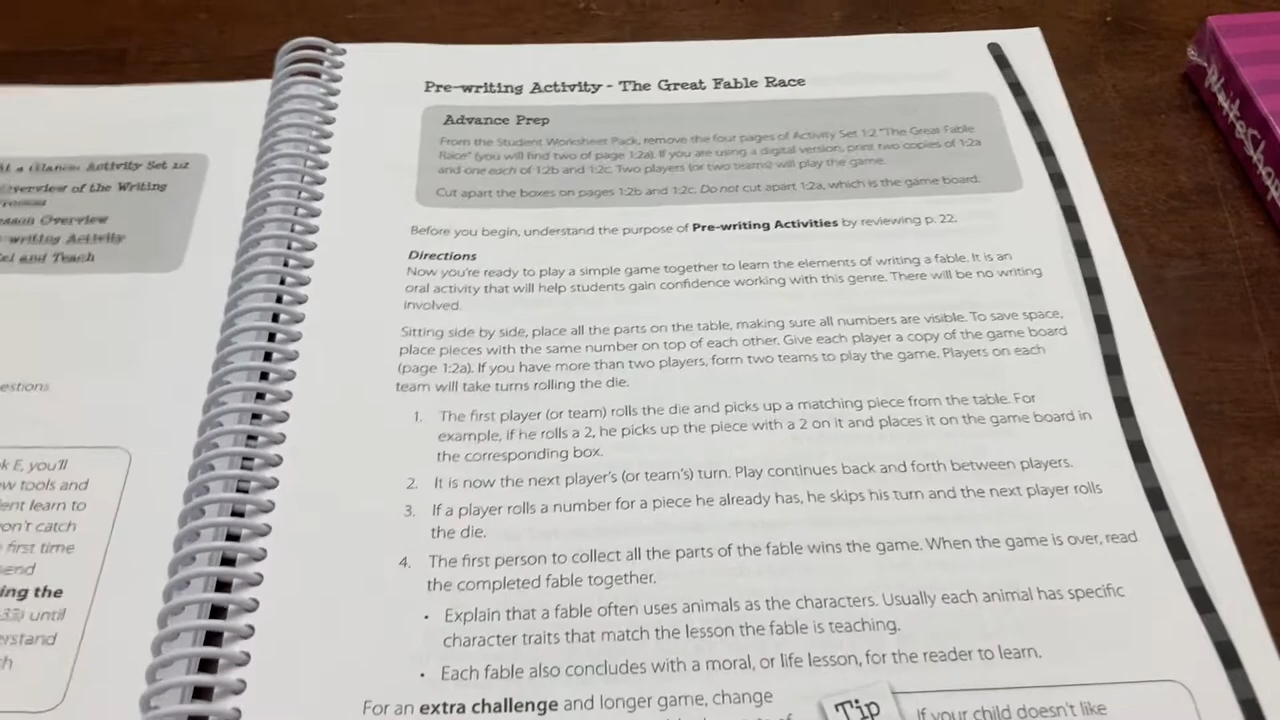 At a Glance: Activity Set 1:2
Overview of the Writing
Lesson Overview
writing Activity
and Teach
estions
k E, you'll
ew tools and
ent learn to
on't catch
first time
end
ing the
until
erstand
Pre-writing Activity - The Great Fable Race
Advance Prep
From the Student Worksheet Pack, remove the four pages of Activity Set 1:2 "The Great Fable
Race" (you will find two of page 1:2a). If you are using a digital version, print two copies of 1:2a
and one each of 1:2b and 1:2c. Two players (or two teams) will play the game.
Cut apart the boxes on pages 1:2b and 1:2c. Do not cut apart 1:2a, which is the game board.
Before you begin, understand the purpose of Pre-writing Activities by reviewing p. 22.
Directions
Now you're ready to play a simple game together to learn the elements of writing a fable. It is an
oral activity that will help students gain confidence working with this genre. There will be no writing
involved.
Sitting side by side, place all the parts on the table, making sure all numbers are visible. To save space,
place pieces with the same number on top of each other. Give each player a copy of the game board
(page 1:2a). If you have more than two players, form two teams to play the game. Players on each
team will take turns rolling the die.
1. The first player (or team) rolls the die and picks up a matching piece from the table. For
example, if he rolls a 2, he picks up the piece with a 2 on it and places it on the game board in
the corresponding box.
2. It is now the next player's (or team's) turn. Play continues back and forth between players.
3. If a player rolls a number for a piece he already has, he skips his turn and the next player rolls
the die.
4. The first person to collect all the parts of the fable wins the game. When the game is over, read
the completed fable together.
• Explain that a fable often uses animals as the characters. Usually each animal has specific
character traits that match the lesson the fable is teaching.
• Each fable also concludes with a moral, or life lesson, for the reader to learn.
For an extra challenge and longer game, change
Tip
If your child doesn't like
WriteShop